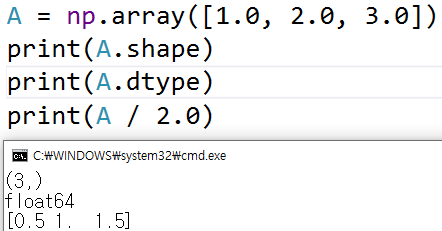 A = np.array([1.0, 2.0, 3.0])
print(A.shape)
print(A.dtype)
print(A / 2.0)
C:₩WINDOWS₩system32₩cmd.exe
(3,)
float64
[0.5 1.  1.5]